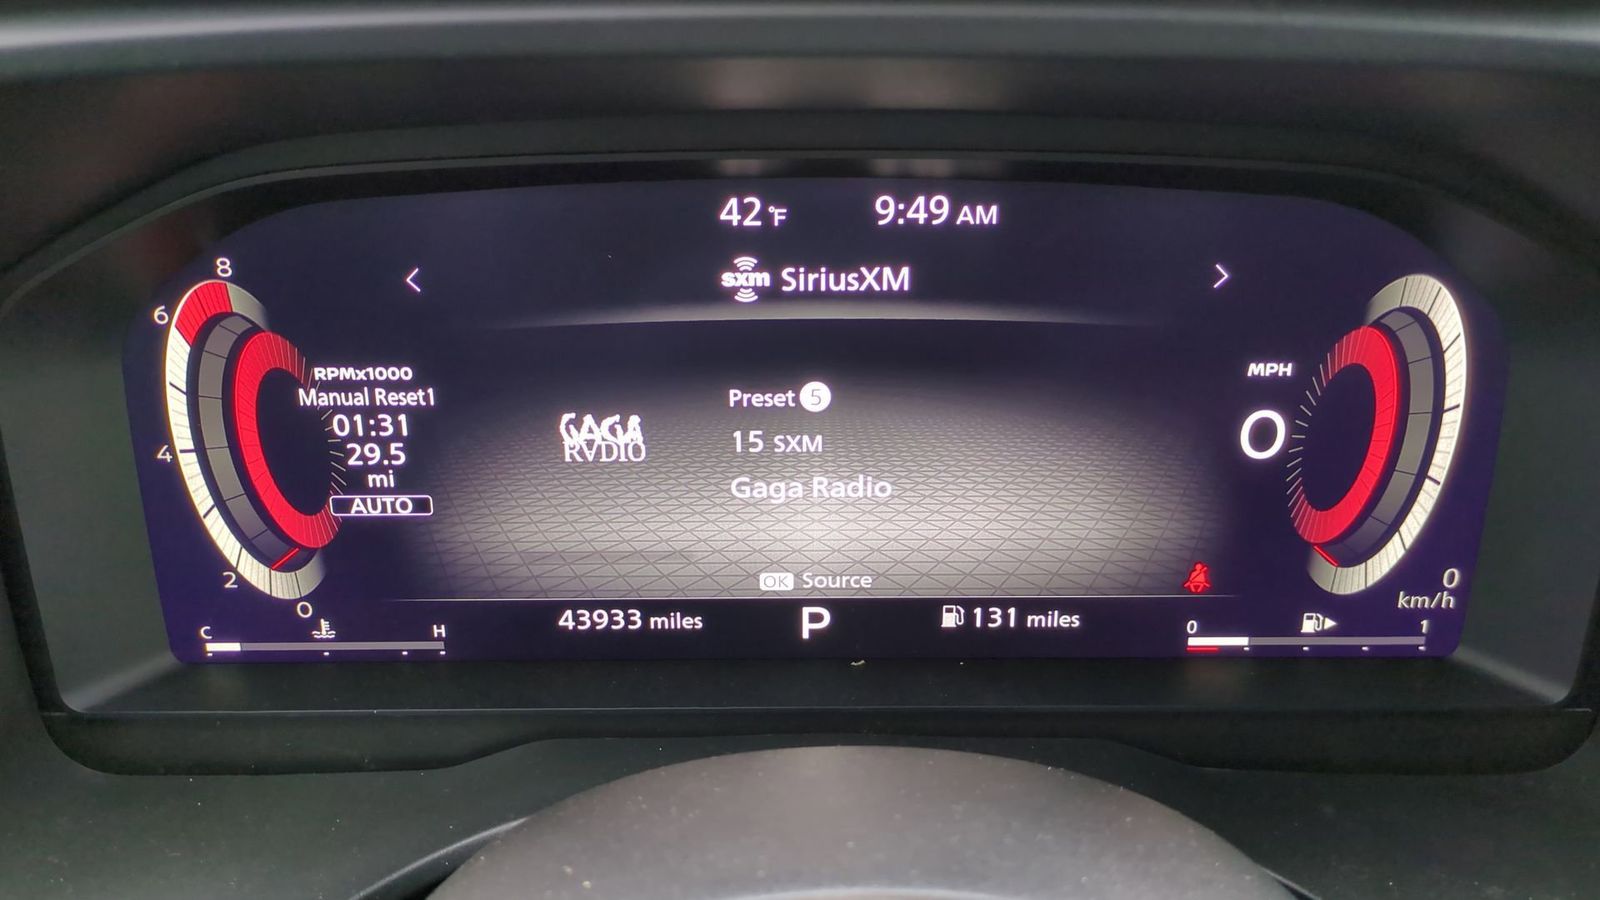 42°F 9:49 AM
sxm SiriusXM
8
6
4
2
0
RPMx1000
Manual Reset1
01:31
29.5
mi
AUTO
GAGA
RVDIO
Preset 5
15 SXM
Gaga Radio
OK Source
MPH
0
0
km/h
C H
43933 miles P 131 miles
0 1